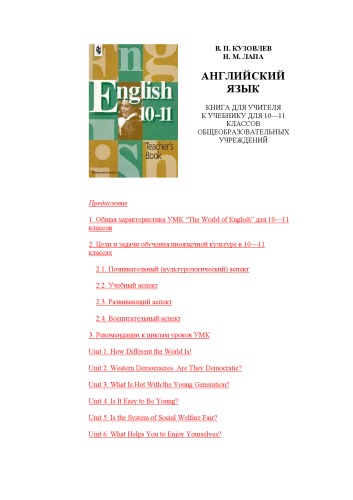 В. П. КУЗОВЛЕВ
Н. М. ЛАПА
АНГЛИЙСКИЙ
ЯЗЫК
КНИГА ДЛЯ УЧИТЕЛЯ
К УЧЕБНИКУ ДЛЯ 10—11
КЛАССОВ
ОБЩЕОБРАЗОВАТЕЛЬНЫХ
УЧРЕЖДЕНИЙ
English
10-11
Teacher's
Book
Предисловие
1. Общая характеристика УМК “The World of English” для 10—11
классов
2. Цели и задачи обучения иноязычной культуре в 10—11
классах
2.1. Познавательный (культурологический) аспект
2.2. Учебный аспект
2.3. Развивающий аспект
2.4. Воспитательный аспект
3. Рекомендации к циклам уроков УМК
Unit 1. How Different the World Is!
Unit 2. Western Democracies. Are They Democratic?
Unit 3. What Is Hot With the Young Generation?
Unit 4. Is It Easy to Be Young?
Unit 5. Is the System of Social Welfare Fair?
Unit 6. What Helps You to Enjoy Yourselves?